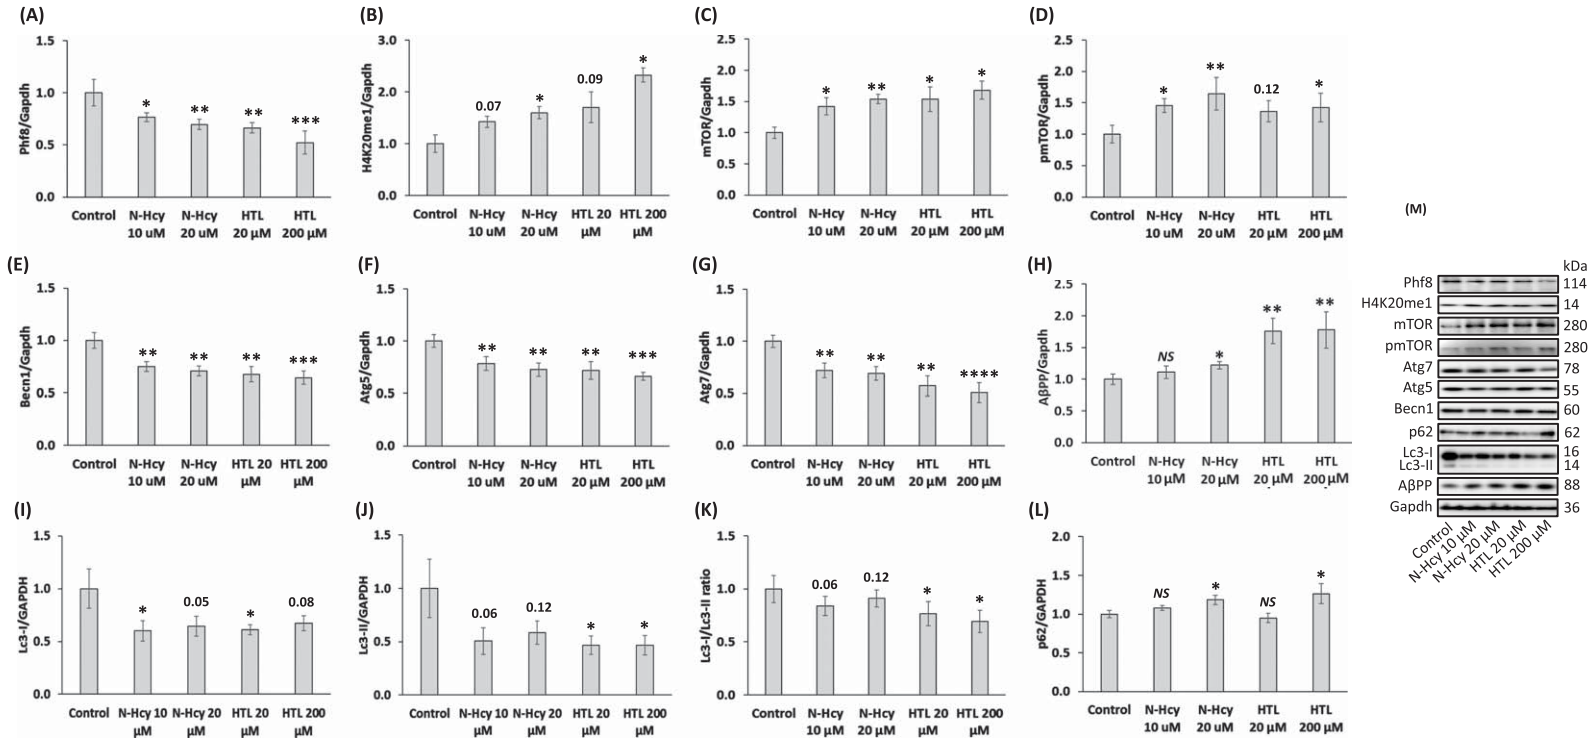 (A)
Phf8/Gapdh
1.5
1.0
0.5
0.0
*
**
**
***
Control N-Hcy N-Hcy HTL HTL
10 uM 20 uM 20 µM 200 µM
(B)
H4K20me1/Gapdh
3.0
2.0
1.0
0.0
0.07
*
0.09
*
Control N-Hcy N-Hcy HTL 20 HTL 200
10 uM 20 uM µM µM
(C)
mTOR/Gapdh
2.5
2.0
1.5
1.0
0.5
0.0
*
**
*
*
Control N-Hcy N-Hcy HTL HTL
10 uM 20 uM 20 µM 200 µM
(D)
pmTOR/Gapdh
2.5
2.0
1.5
1.0
0.5
0.0
*
**
0.12
*
Control N-Hcy N-Hcy HTL HTL
10 uM 20 uM 20 µM 200 µM
(E)
Becn1/Gapdh
1.5
1.0
0.5
0.0
**
**
**
***
Control N-Hcy N-Hcy HTL 20 HTL 200
10 uM 20 uM µM µM
(F)
Atg5/Gapdh
1.5
1.0
0.5
0.0
**
**
**
***
Control N-Hcy N-Hcy HTL HTL
10 uM 20 uM 20 µM 200 µM
(G)
Atg7/Gapdh
1.5
1.0
0.5
0.0
**
**
**
****
Control N-Hcy N-Hcy HTL HTL
10 uM 20 uM 20 µM 200 µM
(H)
AβPP/Gapdh
2.5
2.0
1.5
1.0
0.5
0.0
NS
*
**
**
Control N-Hcy N-Hcy HTL HTL
10 µM 20 µM 20 µM 200 µM
(I)
Lc3-I/GAPDH
1.5
1.0
0.5
0.0
*
0.05
*
0.08
Control N-Hcy 10 N-Hcy 20 HTL 20 HTL 200
µM µM µM µM
(J)
Lc3-II/GAPDH
1.5
1.0
0.5
0.0
0.06
0.12
*
*
Control N-Hcy 10 N-Hcy 20 HTL 20 HTL 200
µM µM µM µM
(K)
Lc3-I/Lc3-II ratio
1.5
1.0
0.5
0.0
0.06
0.12
*
*
Control N-Hcy N-Hcy HTL 20 HTL 200
10 µM 20 µM µM µM
(L)
p62/GAPDH
2.0
1.5
1.0
0.5
0.0
NS
*
NS
*
Control N-Hcy N-Hcy HTL HTL
10 uM 20 uM 20 µM 200 µM
(M)
kDa
Phf8 114
H4K20me1 14
mTOR 280
pmTOR 280
Atg7 78
Atg5 55
Becn1 60
p62 62
Lc3-I 16
Lc3-II 14
AβPP 88
Gapdh 36
Control
N-Hcy 10 µM
N-Hcy 20 µM
HTL 20 µM
HTL 200 µM